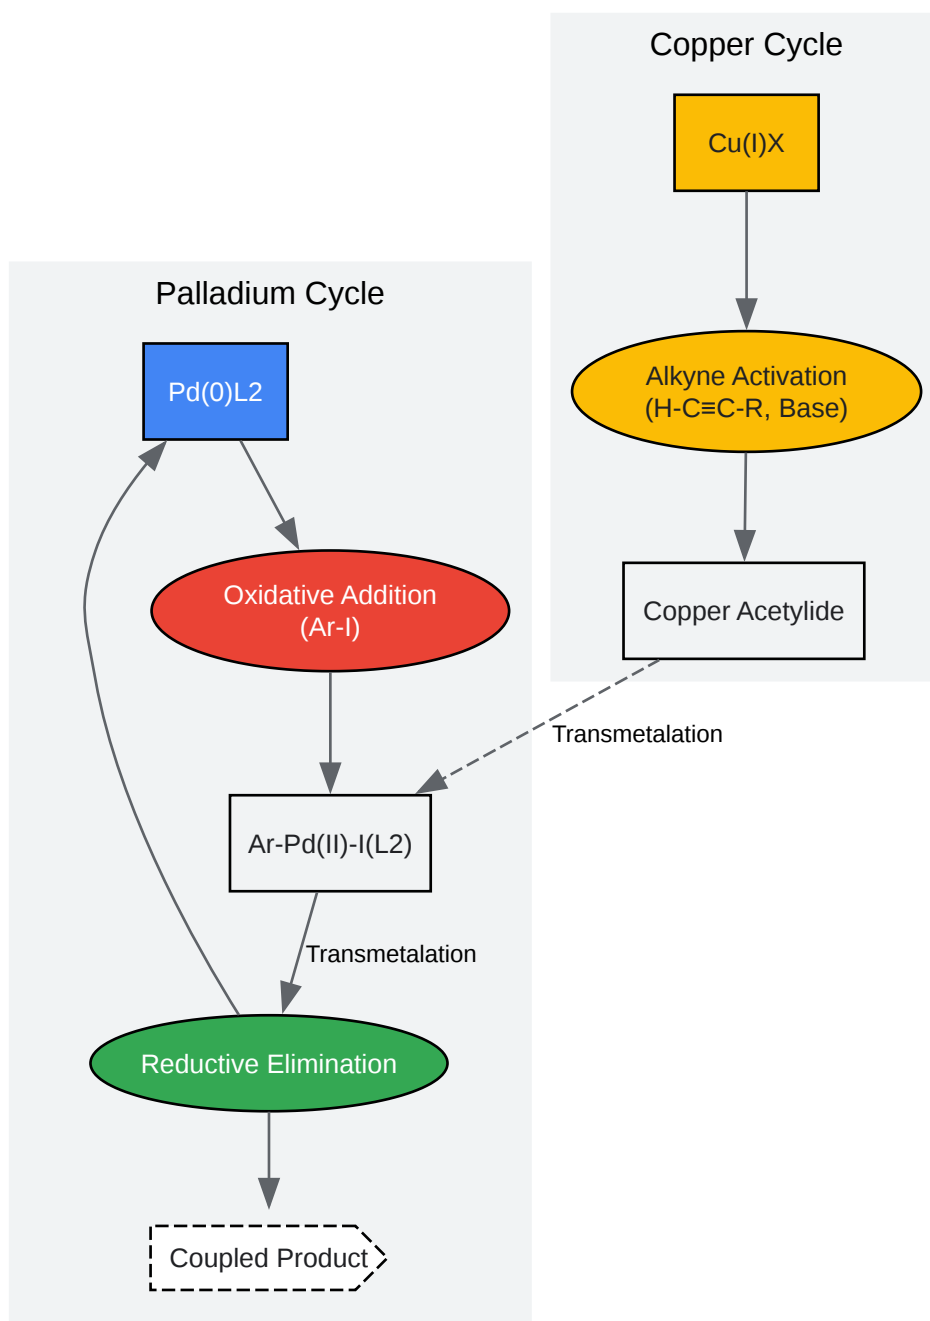 Copper Cycle
Cu(I)X
Alkyne Activation
(H-C≡C-R, Base)
Copper Acetylide
Transmetalation
Palladium Cycle
Pd(0)L2
Oxidative Addition
(Ar-I)
Ar-Pd(II)-I(L2)
Transmetalation
Reductive Elimination
Coupled Product